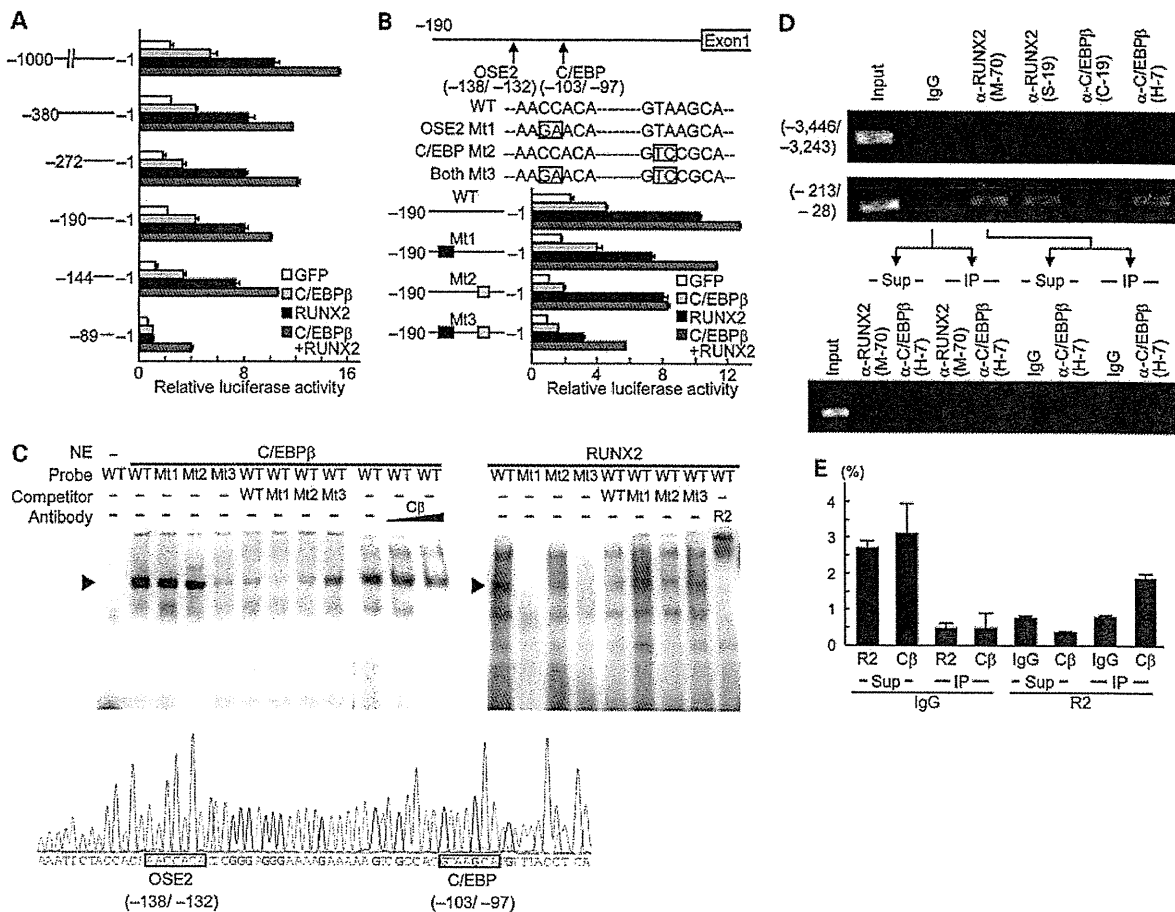 A
-1000 -1
-380 -1
-272 -1
-190 -1
-144 -1
-89 -1
GFP
C/EBPβ
RUNX2
C/EBPβ
+RUNX2
0 4 8 12 16
Relative luciferase activity
B
-190
Exon1
OSE2 C/EBP
(-138/ -132) (-103/ -97)
WT --AACCACA--------GTAAGCA--
OSE2 Mt1 --AAGAACA--------GTAAGCA--
C/EBP Mt2 --AACCACA--------GTCCGCA--
Both Mt3 --AAGAACA--------GTCCGCA--
WT
-190 -1
Mt1
-190 -1
Mt2
-190 -1
Mt3
-190 -1
GFP
C/EBPβ
RUNX2
C/EBPβ
+RUNX2
0 4 8 12
Relative luciferase activity
C
NE - C/EBPβ RUNX2
Probe WT WT Mt1 Mt2 Mt3 WT WT WT WT WT WT WT WT Mt1 Mt2 Mt3 WT WT WT WT WT
Competitor - - - - - WT Mt1 Mt2 Mt3 - - - - - - - WT Mt1 Mt2 Mt3 -
Antibody - - - - - - - - - - Cβ - - - - - - - - R2
OSE2
(-138/ -132)
C/EBP
(-103/ -97)
D
Input
IgG
α-RUNX2
(M-70)
α-RUNX2
(S-19)
α-C/EBPβ
(C-19)
α-C/EBPβ
(H-7)
(-3,446/
-3,243)
(-213/
-28)
- Sup - - IP - - Sup - - IP -
Input
α-RUNX2
(M-70)
α-C/EBPβ
(H-7)
α-RUNX2
(M-70)
α-C/EBPβ
(H-7)
IgG
α-C/EBPβ
(H-7)
IgG
α-C/EBPβ
(H-7)
E
(%)
4
3
2
1
0
R2 Cβ R2 Cβ IgG Cβ IgG Cβ
- Sup - - IP - - Sup - - IP -
IgG R2